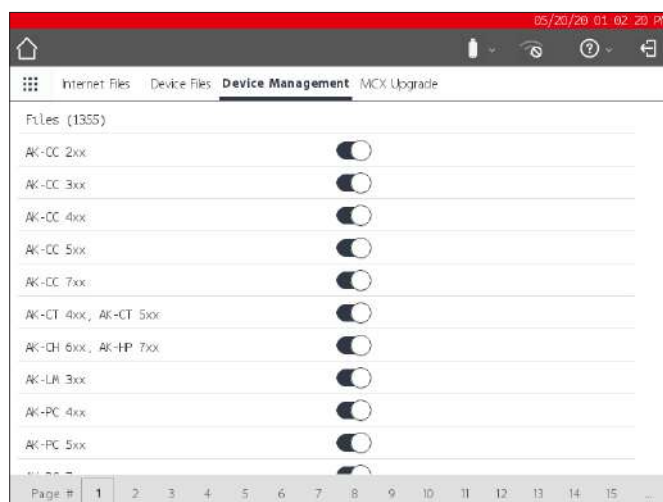 05/20/20 01 02 20 PM
Internet Files Device Files Device Management MCX Upgrade
Files (1355)
AK-CC 2xx
AK-CC 3xx
AK-CC 4xx
AK-CC 5xx
AK-CC 7xx
AK-CT 4xx, AK-CT 5xx
AK-CH 6xx, AK-HP 7xx
AK-LM 3xx
AK-PC 4xx
AK-PC 5xx
Page # 1 2 3 4 5 6 7 8 9 10 11 12 13 14 15 ...